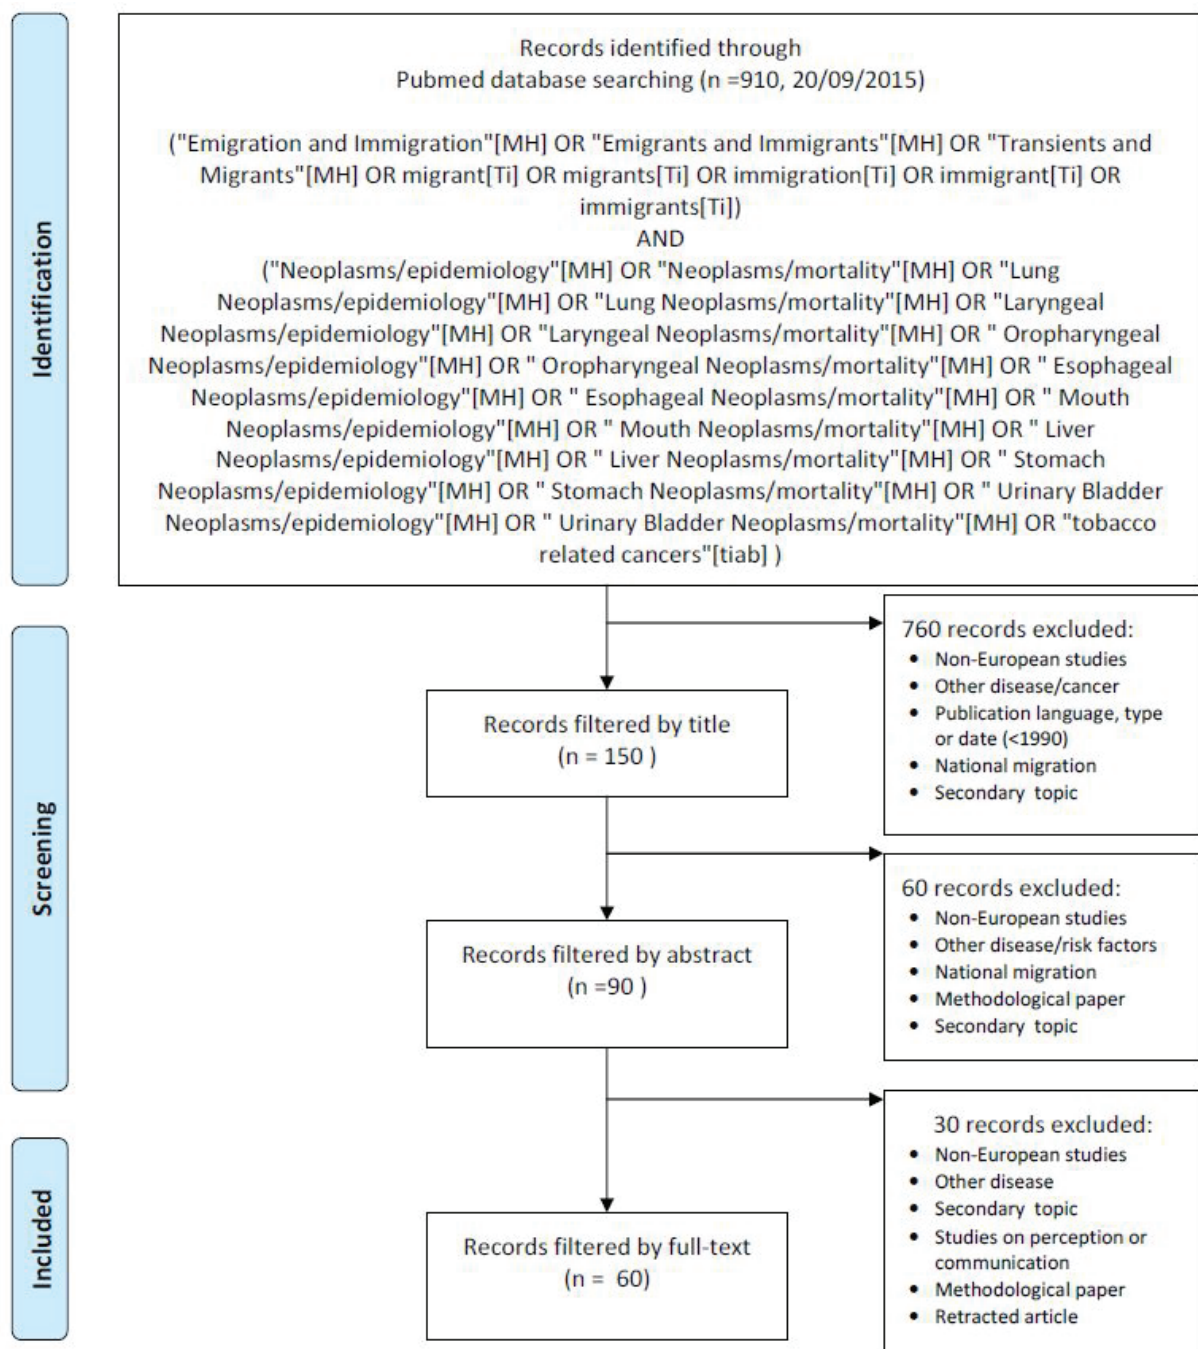 Identification
Records identified through
Pubmed database searching (n =910, 20/09/2015)
("Emigration and Immigration"[MH] OR "Emigrants and Immigrants"[MH] OR "Transients and
Migrants"[MH] OR migrant[Ti] OR migrants[Ti] OR immigration[Ti] OR immigrant[Ti] OR
immigrants[Ti])
AND
("Neoplasms/epidemiology"[MH] OR "Neoplasms/mortality"[MH] OR "Lung
Neoplasms/epidemiology"[MH] OR "Lung Neoplasms/mortality"[MH] OR "Laryngeal
Neoplasms/epidemiology"[MH] OR "Laryngeal Neoplasms/mortality"[MH] OR " Oropharyngeal
Neoplasms/epidemiology"[MH] OR " Oropharyngeal Neoplasms/mortality"[MH] OR " Esophageal
Neoplasms/epidemiology"[MH] OR " Esophageal Neoplasms/mortality"[MH] OR " Mouth
Neoplasms/epidemiology"[MH] OR " Mouth Neoplasms/mortality"[MH] OR " Liver
Neoplasms/epidemiology"[MH] OR " Liver Neoplasms/mortality"[MH] OR " Stomach
Neoplasms/epidemiology"[MH] OR " Stomach Neoplasms/mortality"[MH] OR " Urinary Bladder
Neoplasms/epidemiology"[MH] OR " Urinary Bladder Neoplasms/mortality"[MH] OR "tobacco
related cancers"[tiab] )
760 records excluded:
• Non-European studies
• Other disease/cancer
• Publication language, type
or date (<1990)
• National migration
• Secondary topic
Screening
Records filtered by title
(n = 150 )
60 records excluded:
• Non-European studies
• Other disease/risk factors
• National migration
• Methodological paper
• Secondary topic
Records filtered by abstract
(n =90 )
30 records excluded:
• Non-European studies
• Other disease
• Secondary topic
• Studies on perception or
communication
• Methodological paper
• Retracted article
Included
Records filtered by full-text
(n = 60)